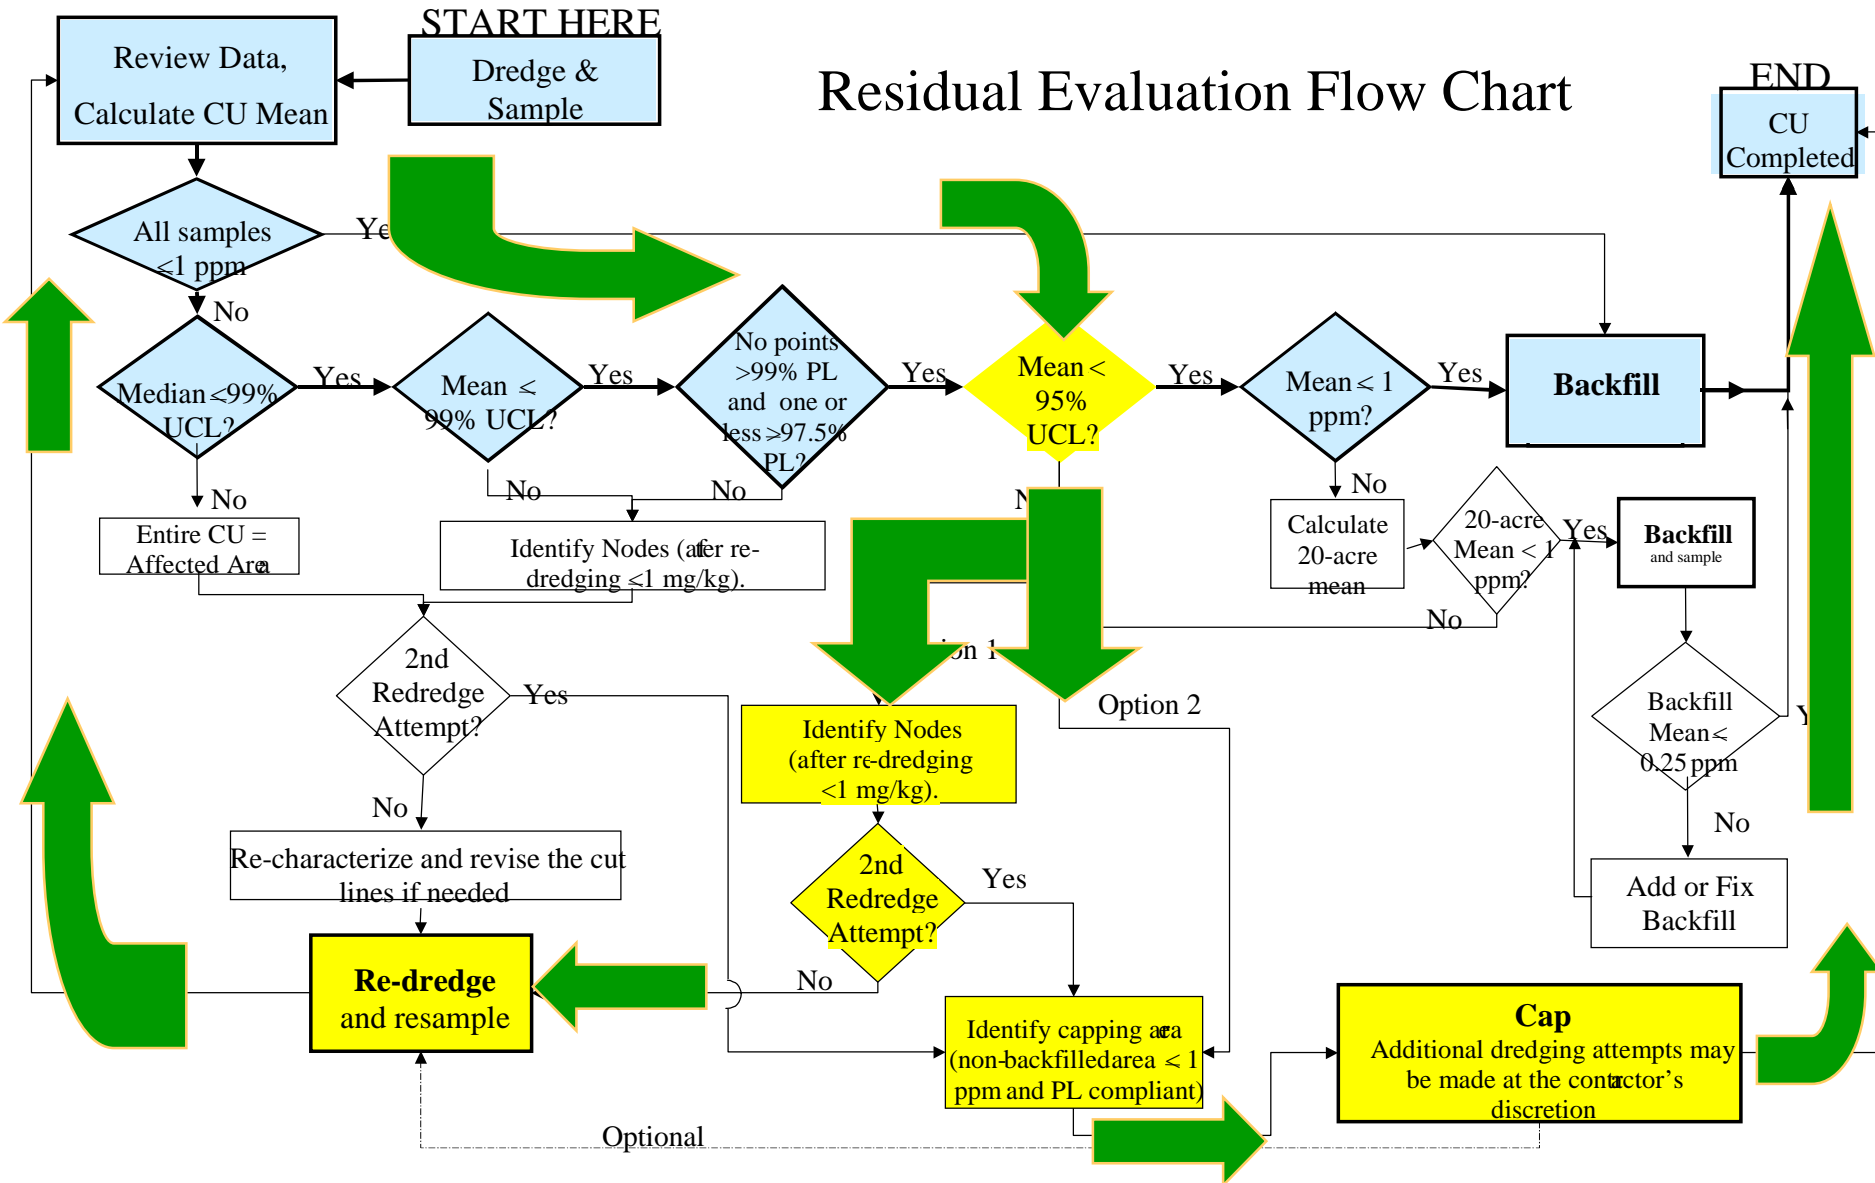 START HERE
Review Data,
Calculate CU Mean
Dredge &
Sample
Residual Evaluation Flow Chart
END
CU
Completed
All samples
≤1 ppm
No
Median ≤99%
UCL?
Yes
Mean ≤
99% UCL?
Yes
No points
>99% PL
and one or
less ≥97.5%
PL?
Yes
Mean <
95%
UCL?
Yes
Mean ≤ 1
ppm?
Yes
Backfill
No
No
No
No
Entire CU =
Affected Area
Identify Nodes (after re-
dredging ≤1 mg/kg).
Calculate
20-acre
mean
20-acre
Mean < 1
ppm?
Yes
Backfill
and sample
No
2nd
Redredge
Attempt?
Yes
Option 2
Identify Nodes
(after re-dredging
<1 mg/kg).
Backfill
Mean ≤
0.25 ppm
No
No
Re-characterize and revise the cut
lines if needed
2nd
Redredge
Attempt?
Yes
Add or Fix
Backfill
Re-dredge
and resample
No
Identify capping area
(non-backfilled area ≤ 1
ppm and PL compliant)
Cap
Additional dredging attempts may
be made at the contractor's
discretion
Optional